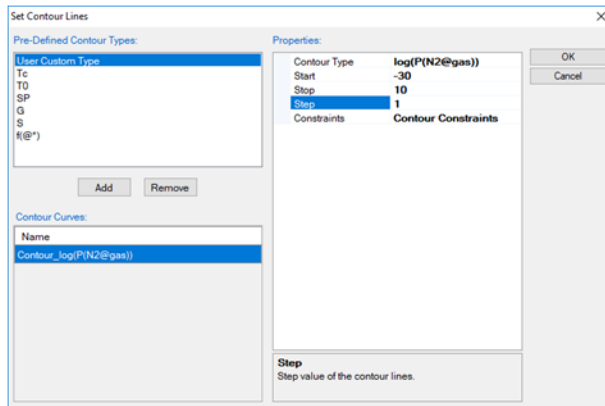 Set Contour Lines
Pre-Defined Contour Types:
User Custom Type
Tc
T0
SP
G
S
f(@*)
Add Remove
Contour Curves:
Name
Contour_log(P(N2@gas))
Properties:
Contour Type log(P(N2@gas))
Start -30
Stop 10
Step 1
Constraints Contour Constraints
Step
Step value of the contour lines.
OK
Cancel